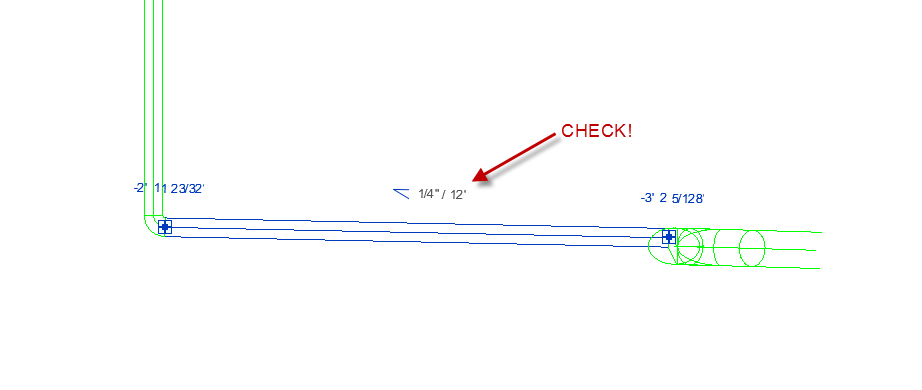 CHECK!
-2' 11 23/32'
1/4" / 12'
-3' 2 5/128'